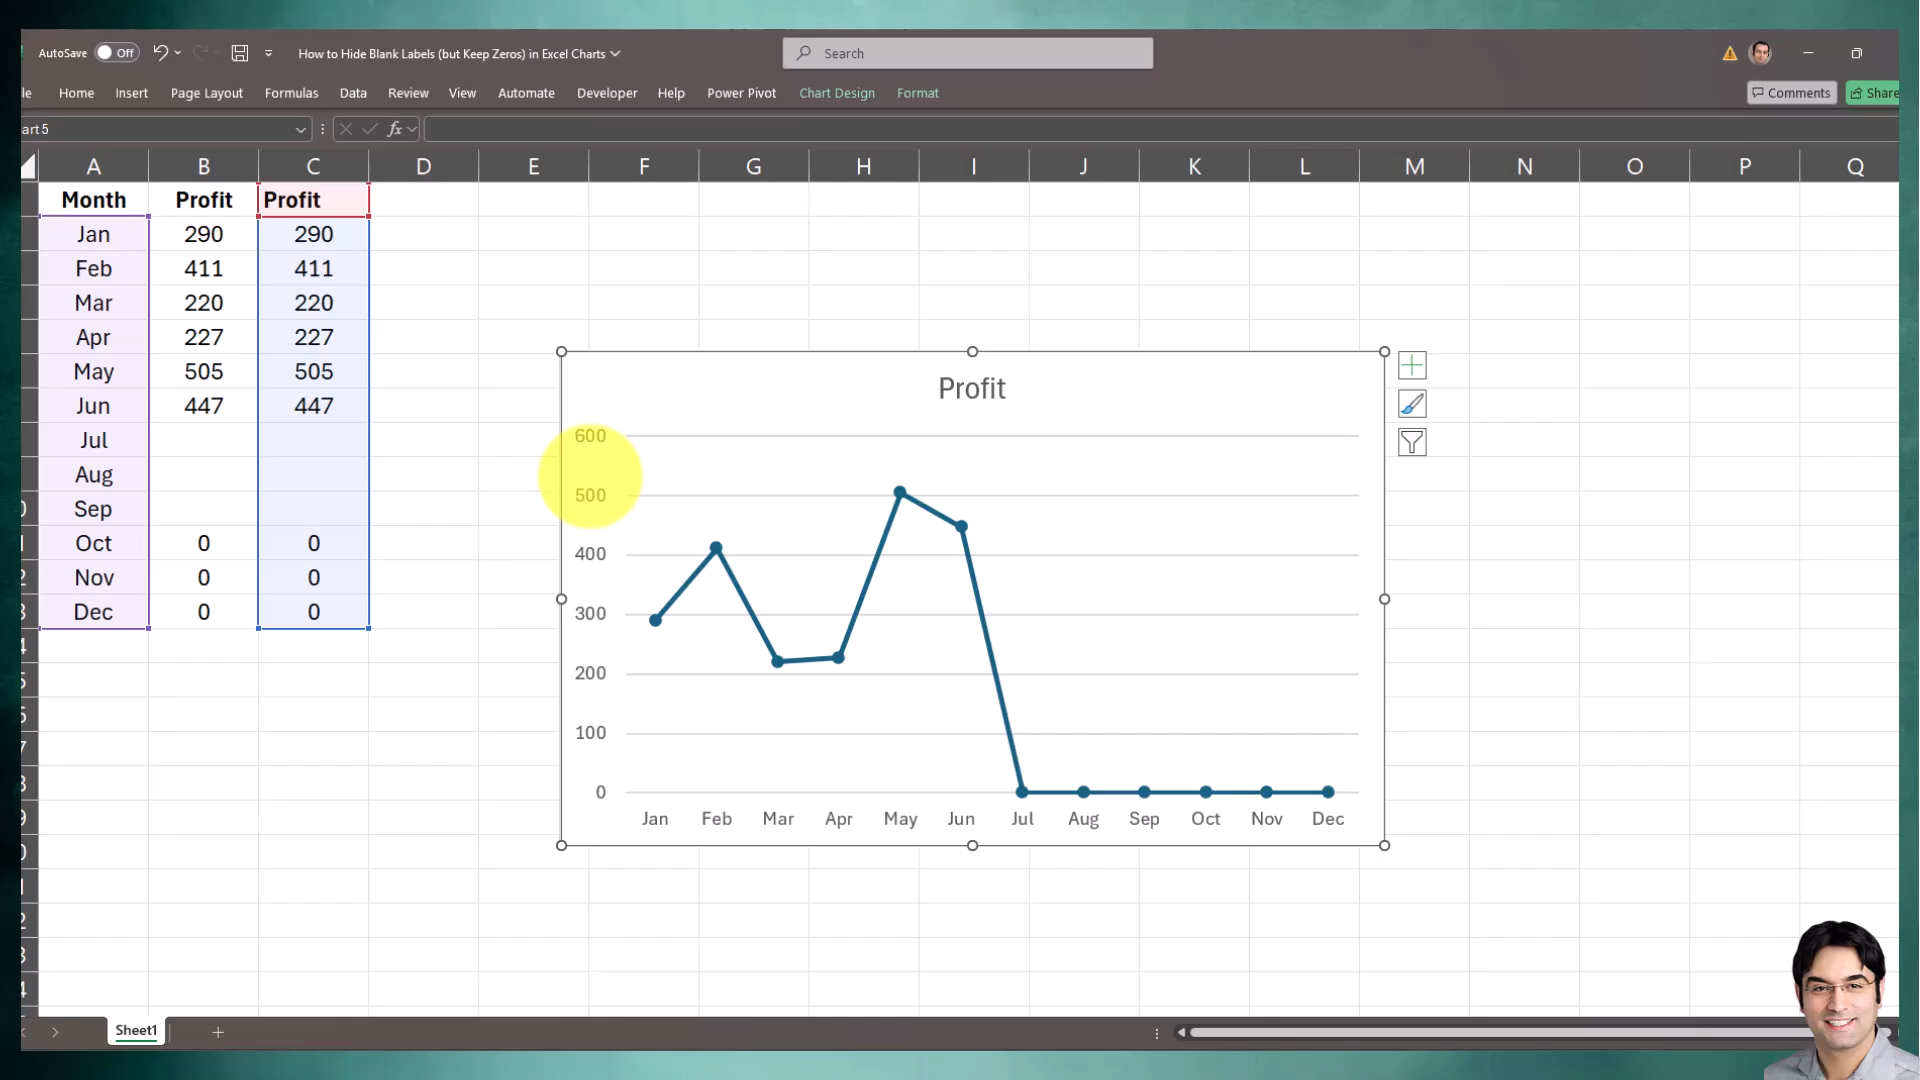 AutoSave Off How to Hide Blank Labels (but Keep Zeros) in Excel Charts Search
le Home Insert Page Layout Formulas Data Review View Automate Developer Help Power Pivot Chart Design Format Comments Share
art 5 fx
A B C D E F G H I J K L M N O P Q
Month Profit Profit
Jan 290 290
Feb 411 411
Mar 220 220
Apr 227 227
May 505 505
Jun 447 447
Jul
Aug
Sep
Oct 0 0
Nov 0 0
Dec 0 0
Profit
600
500
400
300
200
100
0
Jan Feb Mar Apr May Jun Jul Aug Sep Oct Nov Dec
Sheet1